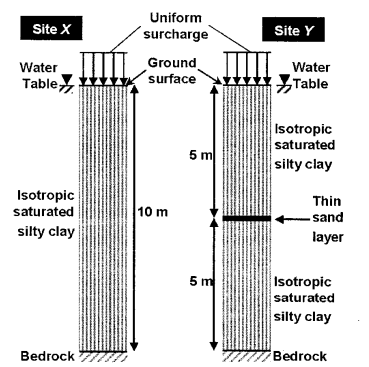 Site X
Uniform
surcharge
Site Y
Water
Table
Ground
surface
Water
Table
Isotropic
saturated
silty clay
10 m
5 m
Isotropic
saturated
silty clay
Thin
sand
layer
5 m
Isotropic
saturated
silty clay
Bedrock
Bedrock